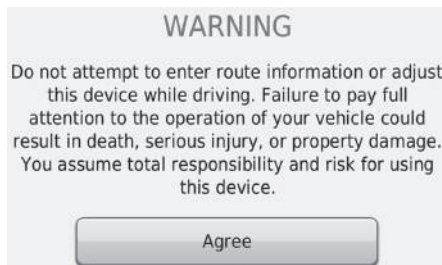 WARNING
Do not attempt to enter route information or adjust
this device while driving. Failure to pay full
attention to the operation of your vehicle could
result in death, serious injury, or property damage.
You assume total responsibility and risk for using
this device.
Agree